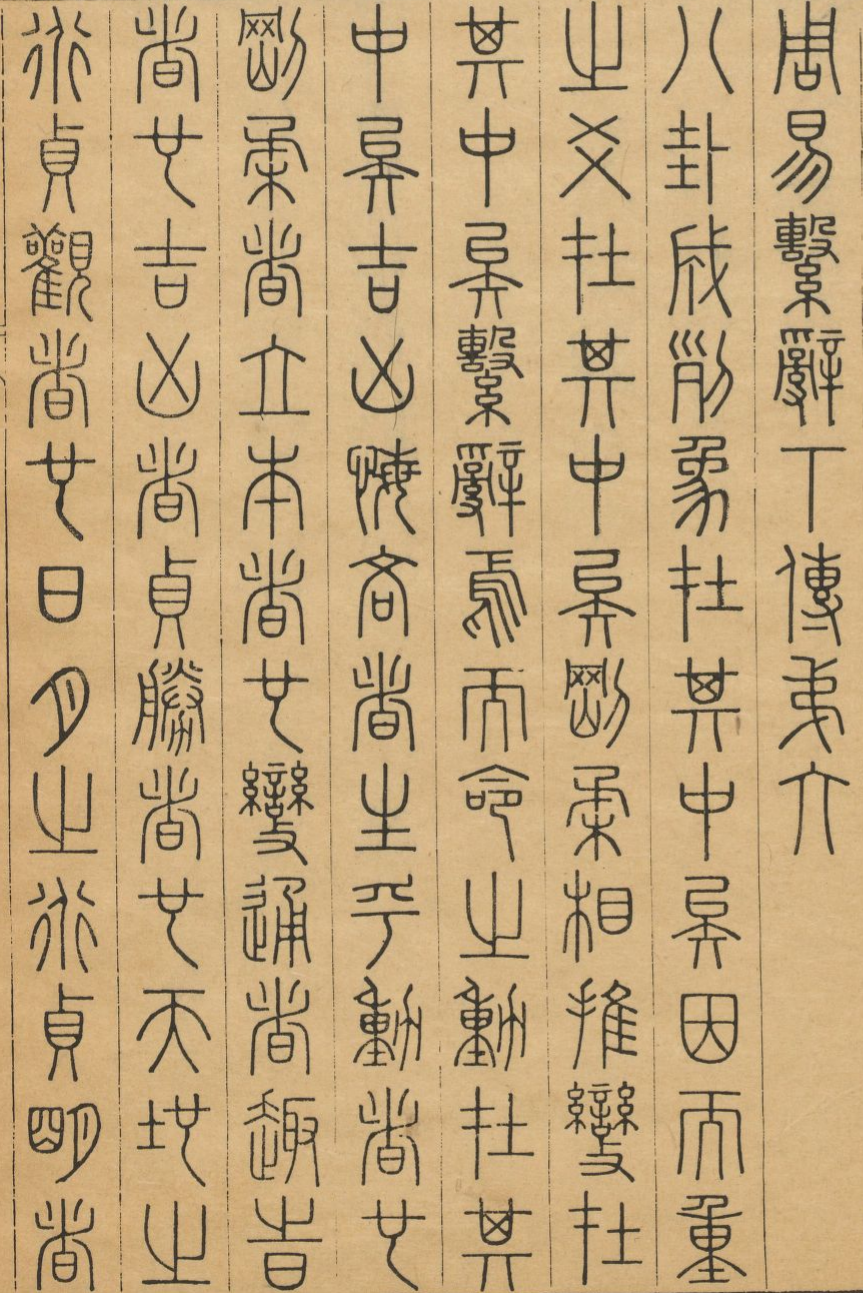 周易繫辭下傳弟六
八卦成列象在其中矣因而重
之爻在其中矣剛柔相推變在
其中矣繫辭焉而命之動在其
中矣吉凶悔吝者生乎動者也
剛柔者立本者也變通者趣時
者也吉凶者貞勝者也天地之
道貞觀者也日月之道貞明者